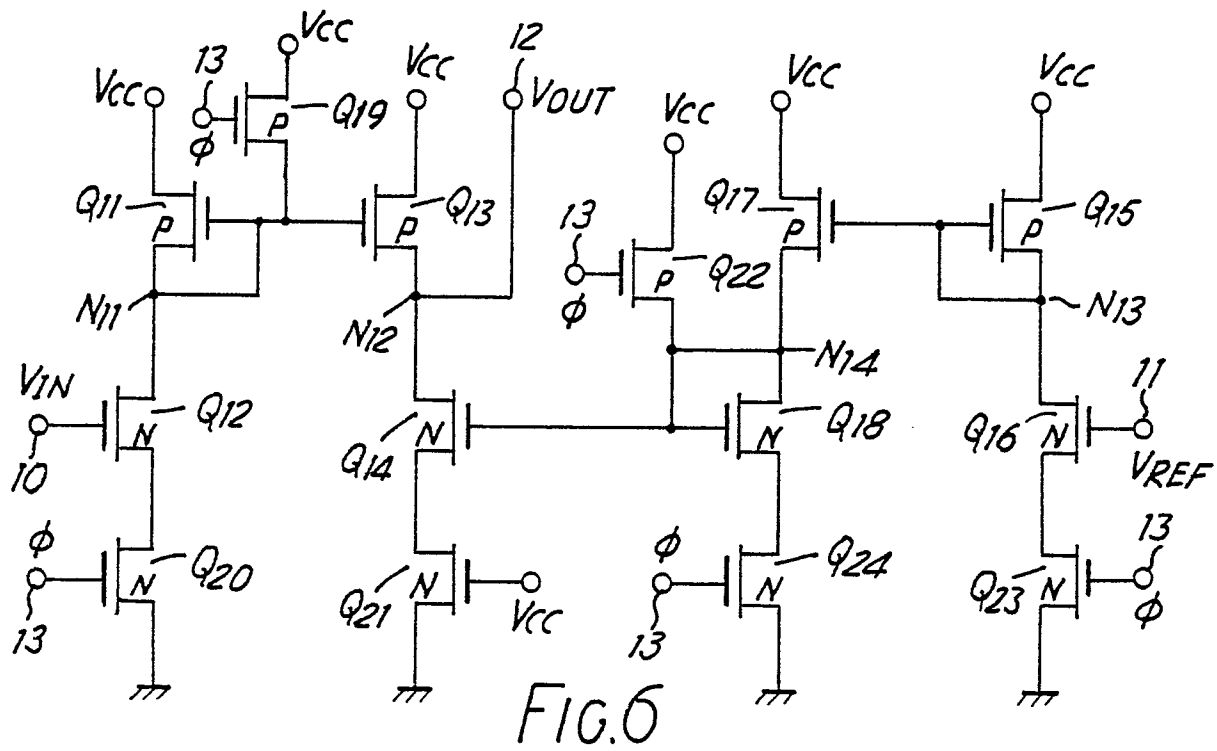 VCC
13
VCC
Q19
P
φ
VCC
12
VOUT
VCC
VCC
VCC
Q11
P
Q13
P
13
φ
Q22
P
Q17
P
Q15
P
N11
N12
N14
N13
VIN
10
Q12
N
Q14
N
Q18
N
Q16
N
11
VREF
φ
13
Q20
N
Q21
N
VCC
φ
13
Q24
N
Q23
N
13
φ
FIG.6